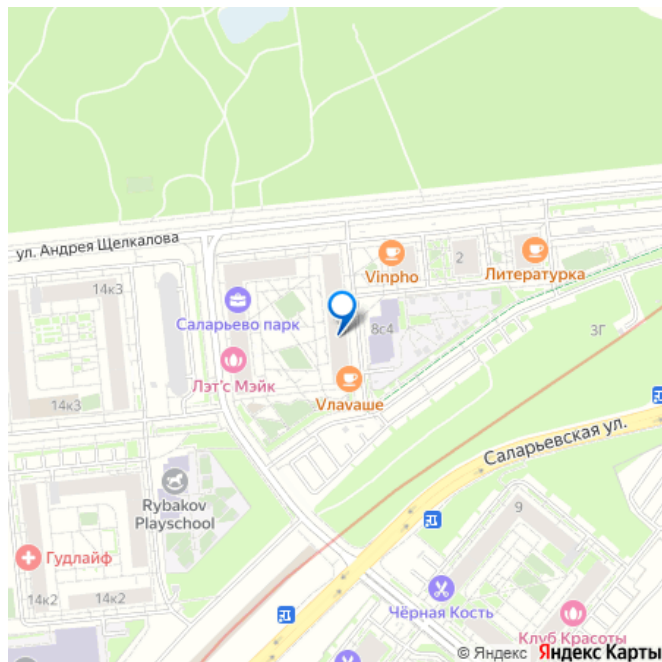 ул. Андрея Щелкалова
Vinpho
2
Литературка
14к3
Саларьево парк
8с4
3Г
Лэт'с Мэйк
Vлаvаше
14к3
Саларьевская ул.
Rybakov
Playschool
9
Гудлайф
14к2
14к2
Чёрная Кость
Клуб Красоты
© Яндекс Яндекс Карты